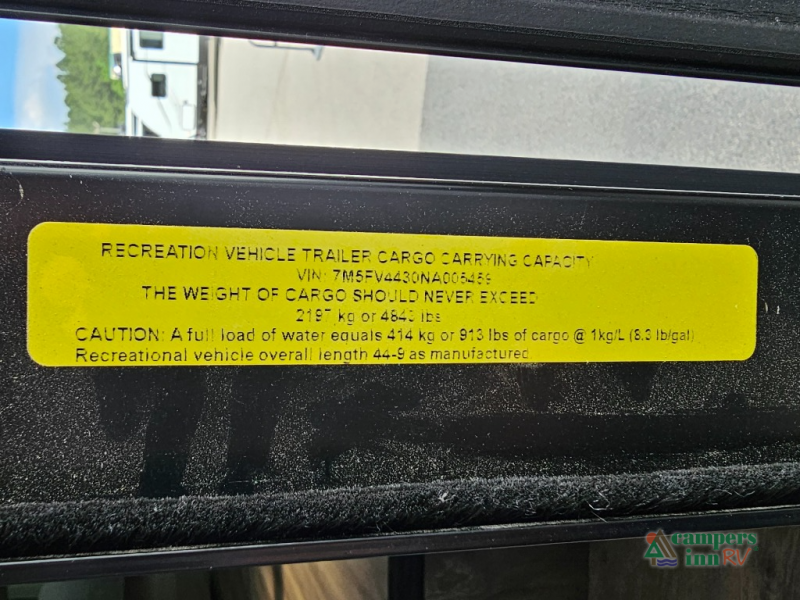 RECREATION VEHICLE TRAILER CARGO CARRYING CAPACITY
VIN: 7M5FV4430NA005459
THE WEIGHT OF CARGO SHOULD NEVER EXCEED
2197 kg or 4843 lbs
CAUTION: A full load of water equals 414 kg or 913 lbs of cargo @ 1kg/L (8.3 lb/gal)
Recreational vehicle overall length 44-9 as manufactured.
campers
inn RV